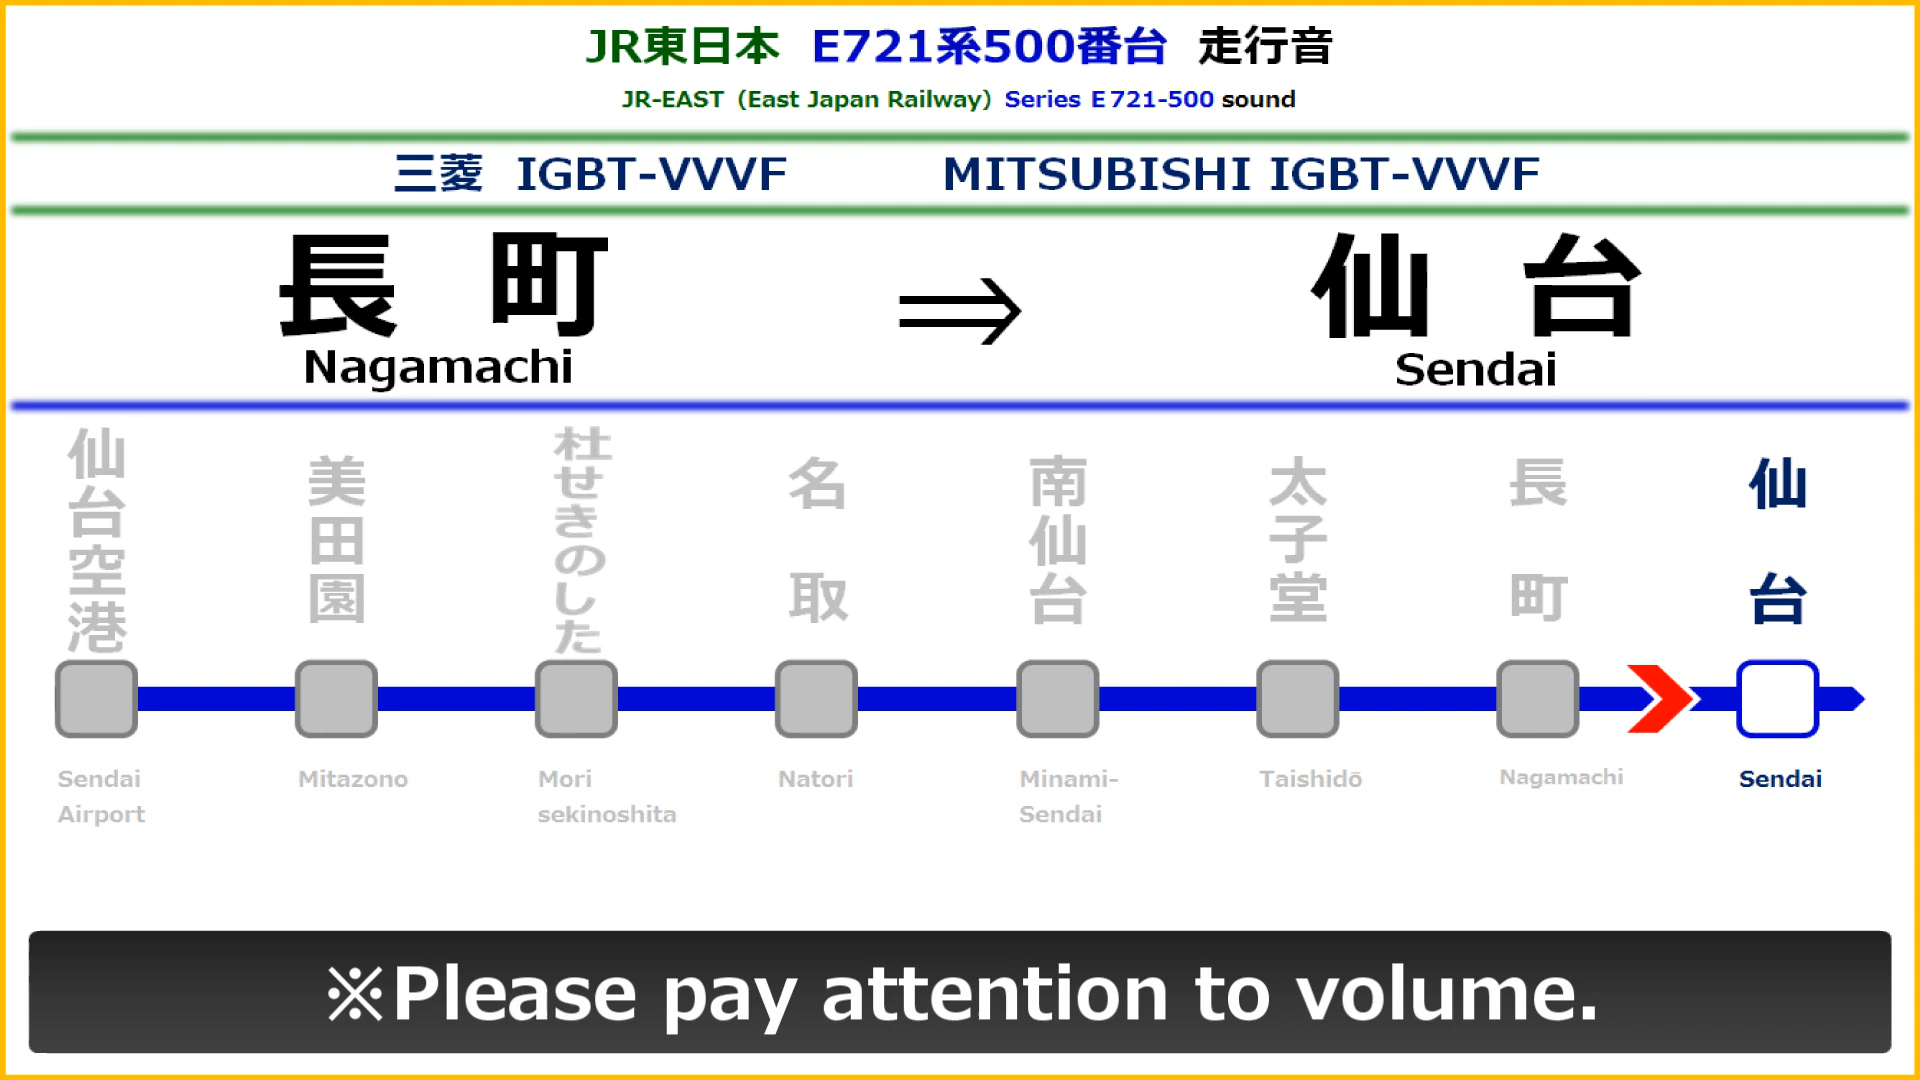 JR東日本 E721系500番台 走行音
JR-EAST（East Japan Railway）Series E721-500 sound
三菱 IGBT-VVVF MITSUBISHI IGBT-VVVF
長町 ⇒ 仙台
Nagamachi Sendai
仙台空港
美田園
杜せきのした
名取
南仙台
太子堂
長町
仙台
Sendai
Airport
Mitazono
Mori
sekinoshita
Natori
Minami-
Sendai
Taishidō
Nagamachi
Sendai
※Please pay attention to volume.